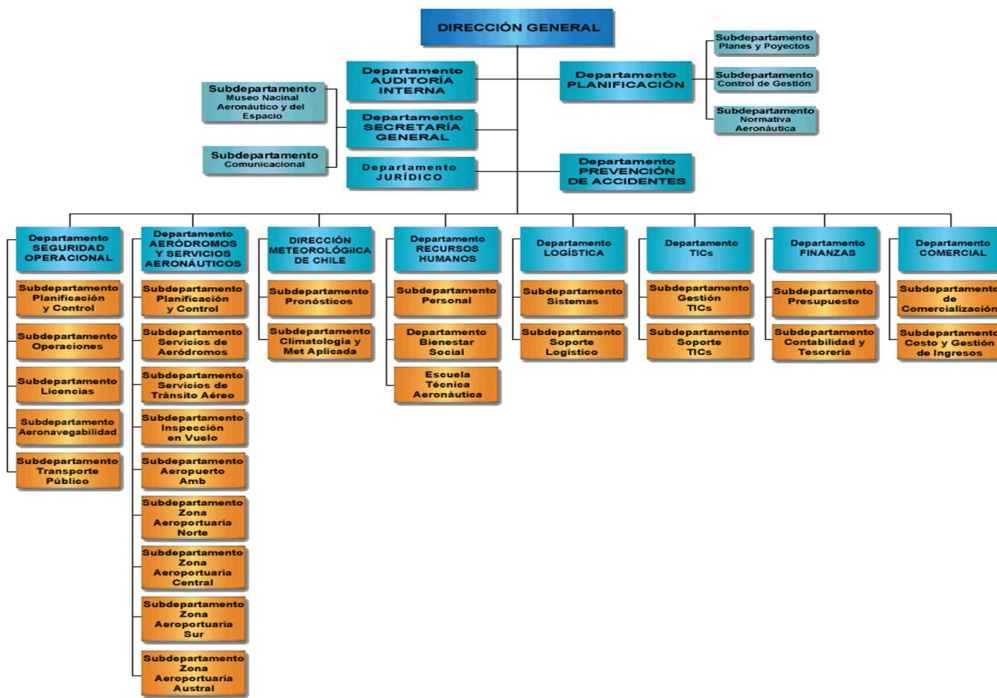 DIRECCIÓN GENERAL
Departamento
AUDITORÍA
INTERNA
Departamento
PLANIFICACIÓN
Subdepartamento
Planes y Poyectos
Subdepartamento
Control de Gestión
Subdepartamento
Normativa
Aeronáutica
Subdepartamento
Museo Nacinal
Aeronáutico y del
Espacio
Subdepartamento
Comunicacional
Departamento
SECRETARÍA
GENERAL
Departamento
JURÍDICO
Departamento
PREVENCIÓN
DE ACCIDENTES
Departamento
SEGURIDAD
OPERACIONAL
Subdepartamento
Planificación
y Control
Subdepartamento
Operaciones
Subdepartamento
Licencias
Subdepartamento
Aeronavegabilidad
Subdepartamento
Transporte
Público
Departamento
AERÓDROMOS
Y SERVICIOS
AERONÁUTICOS
Subdepartamento
Planificación
y Control
Subdepartamento
Servicios de
Aeródromos
Subdepartamento
Servicios de
Tránsito Aéreo
Subdepartamento
Inspección
en Vuelo
Subdepartamento
Aeropuerto
Amb
Subdepartamento
Zona
Aeroportuaria
Norte
Subdepartamento
Zona
Aeroportuaria
Central
Subdepartamento
Zona
Aeroportuaria
Sur
Subdepartamento
Zona
Aeroportuaria
Austral
DIRECCIÓN
METEOROLÓGIICA
DE CHILE
Subdepartamento
Pronósticos
Subdepartamento
Climatología y
Met Aplicada
Departamento
RECURSOS
HUMANOS
Subdepartamento
Personal
Departamento
Bienestar
Social
Escuela
Técnica
Aeronáutica
Departamento
LOGÍSTICA
Subdepartamento
Sistemas
Subdepartamento
Soporte
Logístico
Departamento
TICs
Subdepartamento
Gestión
TICs
Subdepartamento
Soporte
TICs
Departamento
FINANZAS
Subdepartamento
Presupuesto
Subdepartamento
Contabilidad y
Tesorería
Departamento
COMERCIAL
Subdepartamento
de
Comercialización
Subdepartamento
Costo y Gestión
de Ingresos